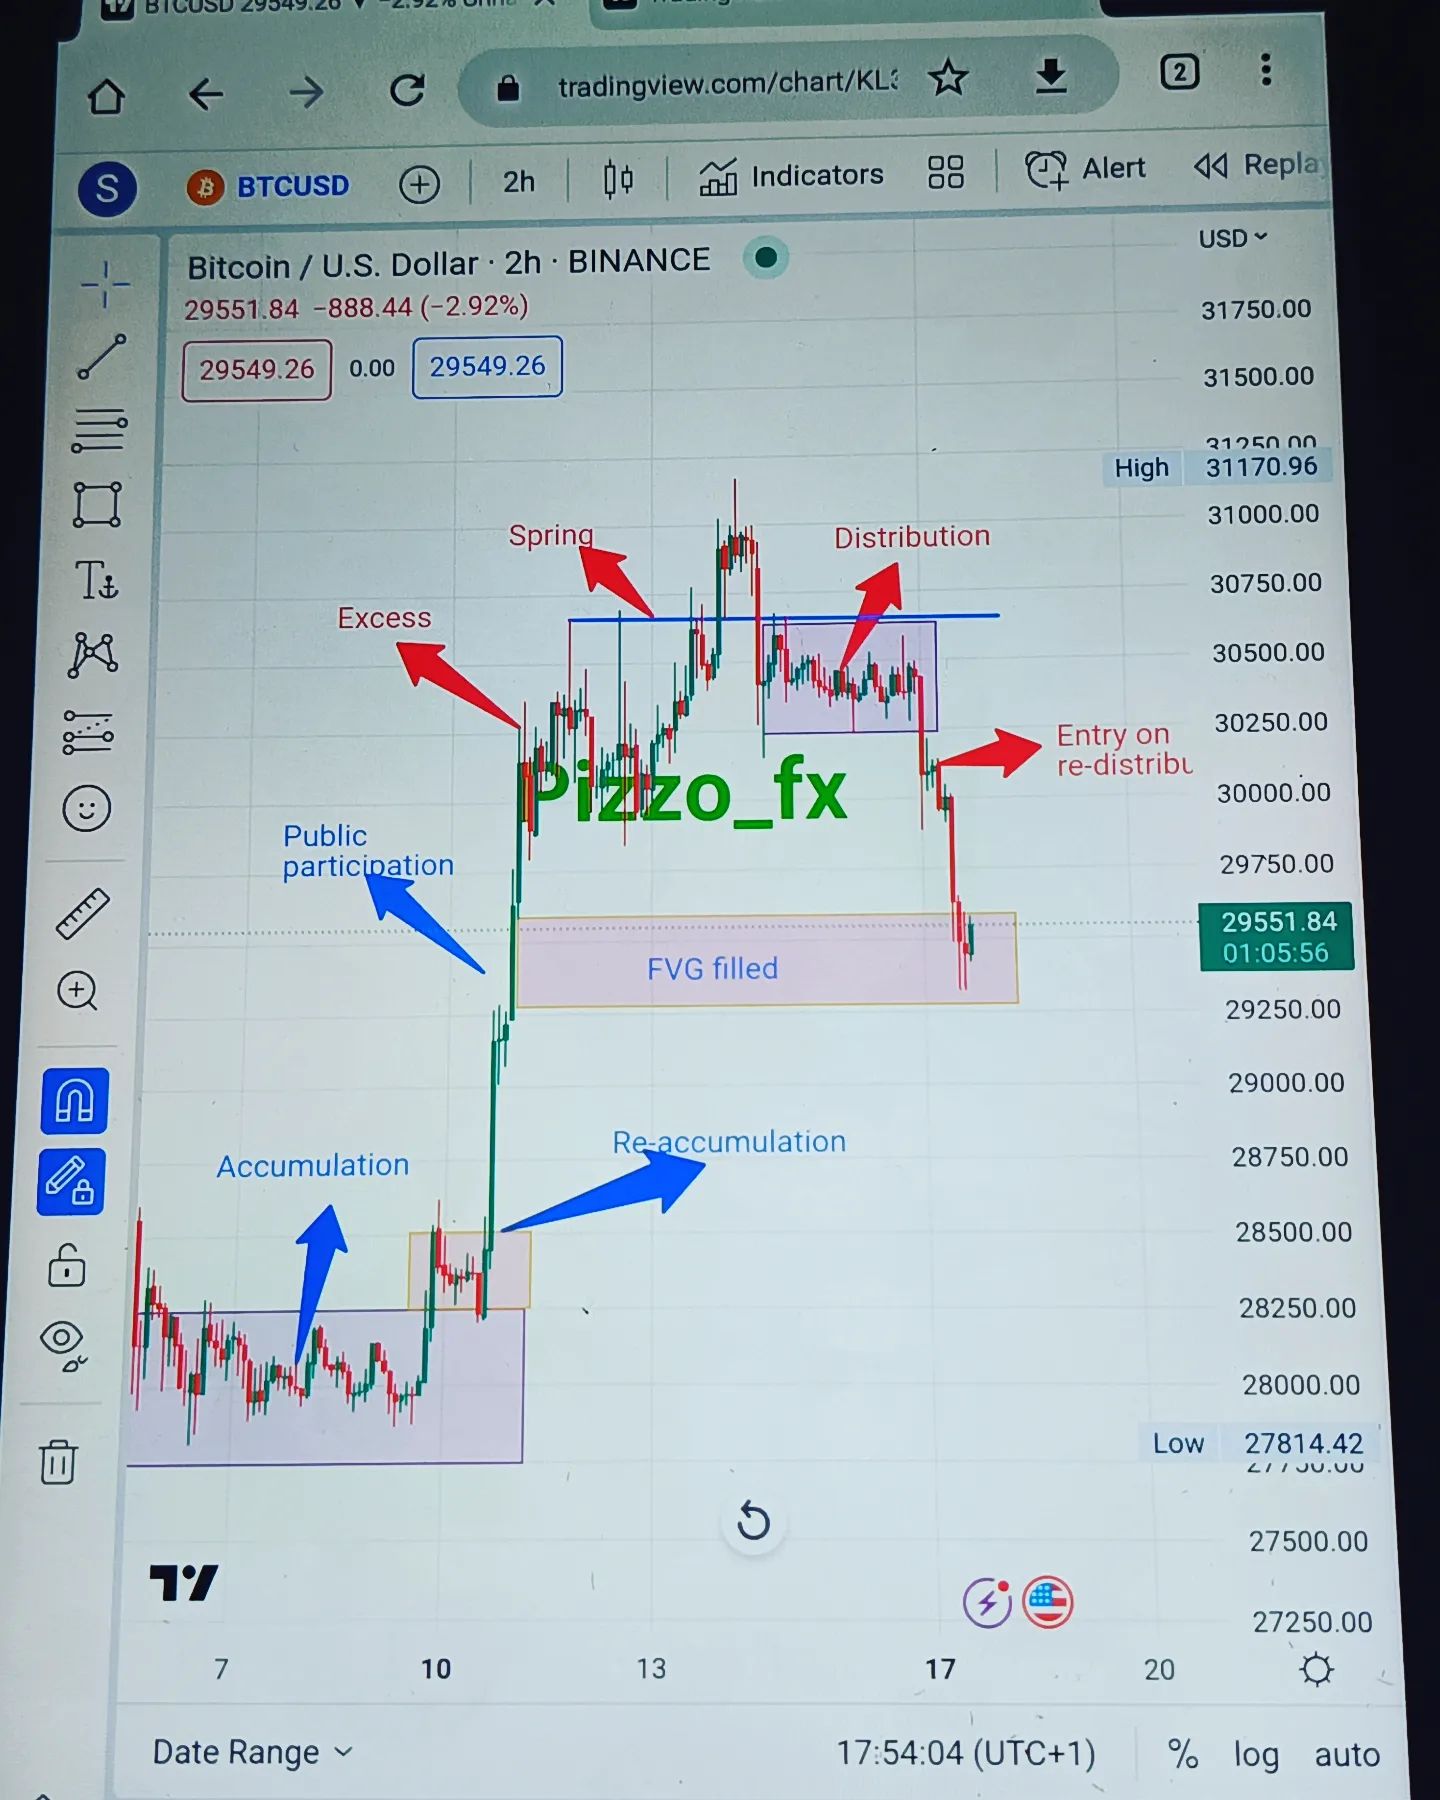 BTCUSD 29549.26 ▼ −2.92%
tradingview.com/chart/KL
2
S
BTCUSD
2h
Indicators
Alert
Repla
Bitcoin / U.S. Dollar · 2h · BINANCE
USD
29551.84 −888.44 (−2.92%)
29549.26 0.00 29549.26
31750.00
31500.00
31250.00
High 31170.96
31000.00
Spring
Distribution
30750.00
Excess
30500.00
30250.00
Entry on
re-distribu
Pizzo_fx
30000.00
Public
participation
29750.00
29551.84
01:05:56
FVG filled
29250.00
29000.00
Re-accumulation
Accumulation
28750.00
28500.00
28250.00
28000.00
Low 27814.42
27750.00
27500.00
27250.00
7 10 13 17 20
Date Range
17:54:04 (UTC+1)
% log auto